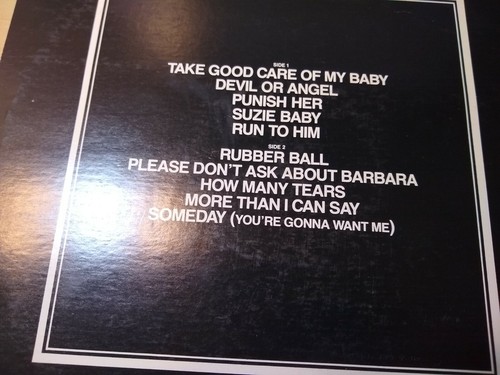 SIDE 1
TAKE GOOD CARE OF MY BABY
DEVIL OR ANGEL
PUNISH HER
SUZIE BABY
RUN TO HIM
SIDE 2
RUBBER BALL
PLEASE DON'T ASK ABOUT BARBARA
HOW MANY TEARS
MORE THAN I CAN SAY
SOMEDAY (YOU'RE GONNA WANT ME)